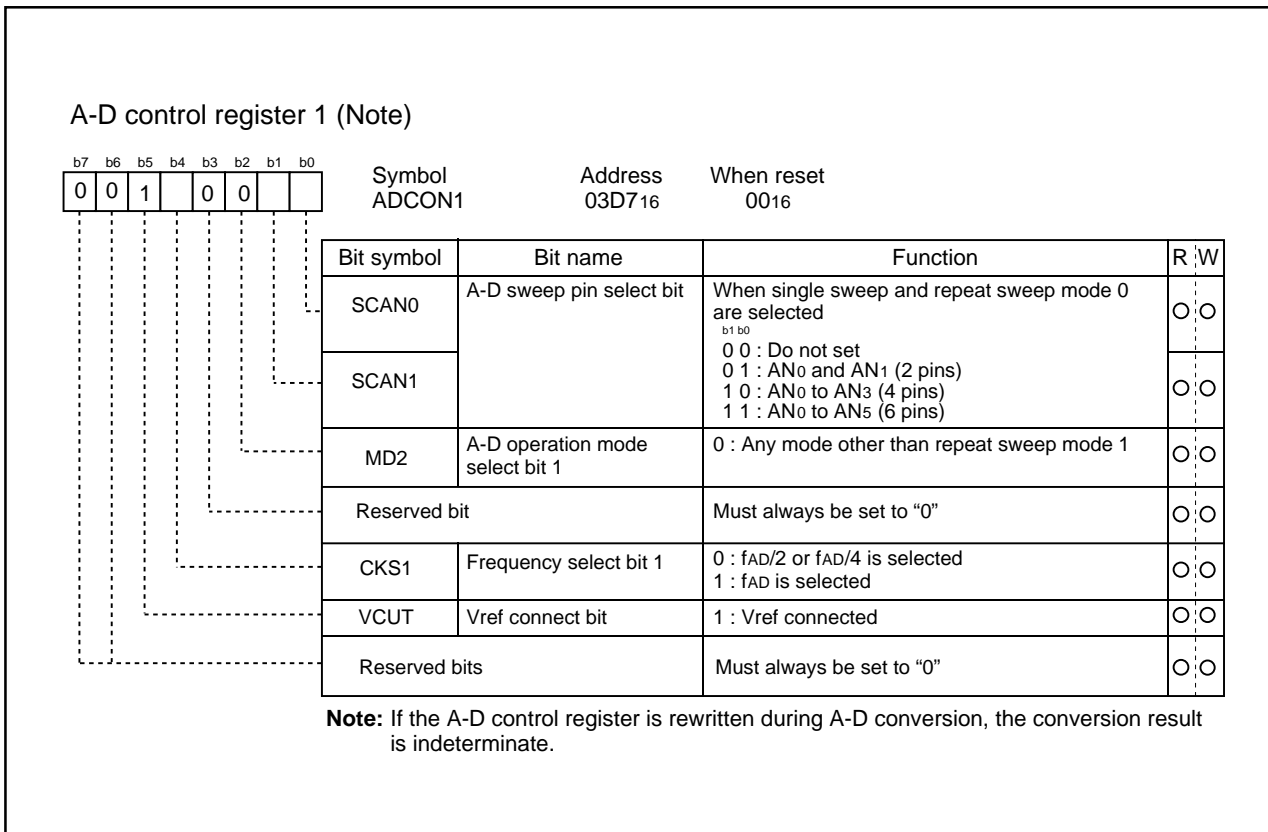 A-D control register 1 (Note)
b7 b6 b5 b4 b3 b2 b1 b0
0 0 1 0 0
Symbol Address When reset
ADCON1 03D716 0016
Bit symbol Bit name Function R W
SCAN0 A-D sweep pin select bit When single sweep and repeat sweep mode 0
are selected
b1 b0
0 0 : Do not set
0 1 : AN0 and AN1 (2 pins)
SCAN1 1 0 : AN0 to AN3 (4 pins)
1 1 : AN0 to AN5 (6 pins)
MD2 A-D operation mode
select bit 1 0 : Any mode other than repeat sweep mode 1
Reserved bit Must always be set to “0”
CKS1 Frequency select bit 1 0 : fAD/2 or fAD/4 is selected
1 : fAD is selected
VCUT Vref connect bit 1 : Vref connected
Reserved bits Must always be set to “0”
Note: If the A-D control register is rewritten during A-D conversion, the conversion result
is indeterminate.